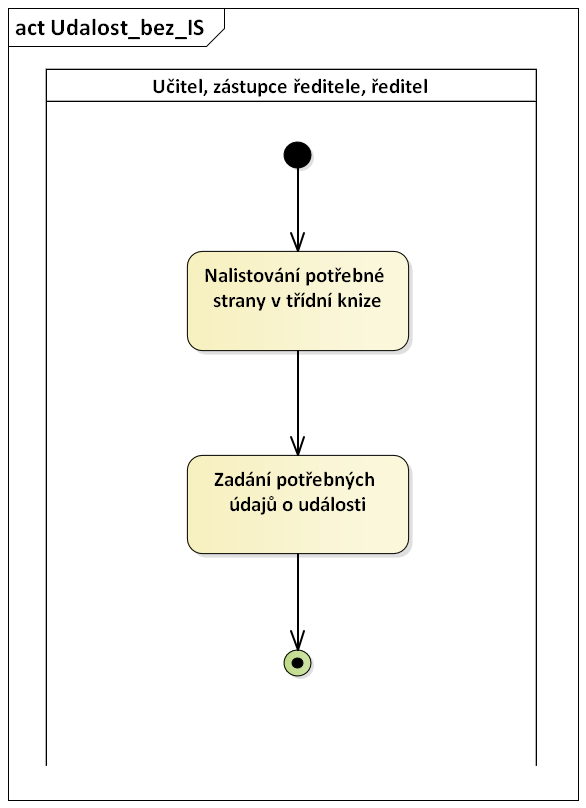 act Udalost_bez_IS
Učitel, zástupce ředitele, ředitel
Nalistování potřebné
strany v třídní knize
Zadání potřebných
údajů o události